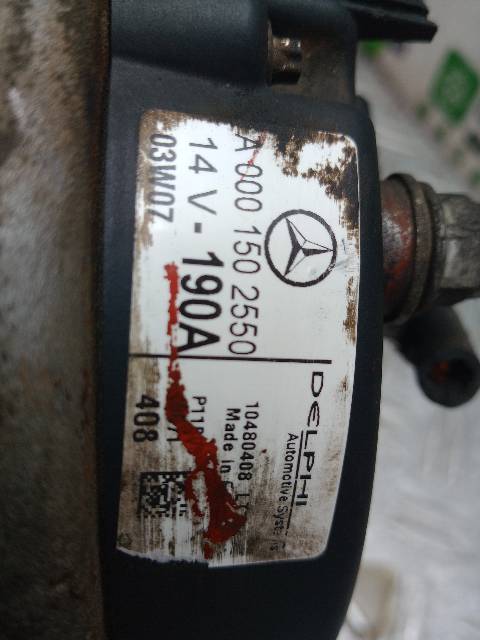 A 000 150 2550
14 V - 190A
03W07
DELPHI
Automotive Systems
10480408
Made in
408